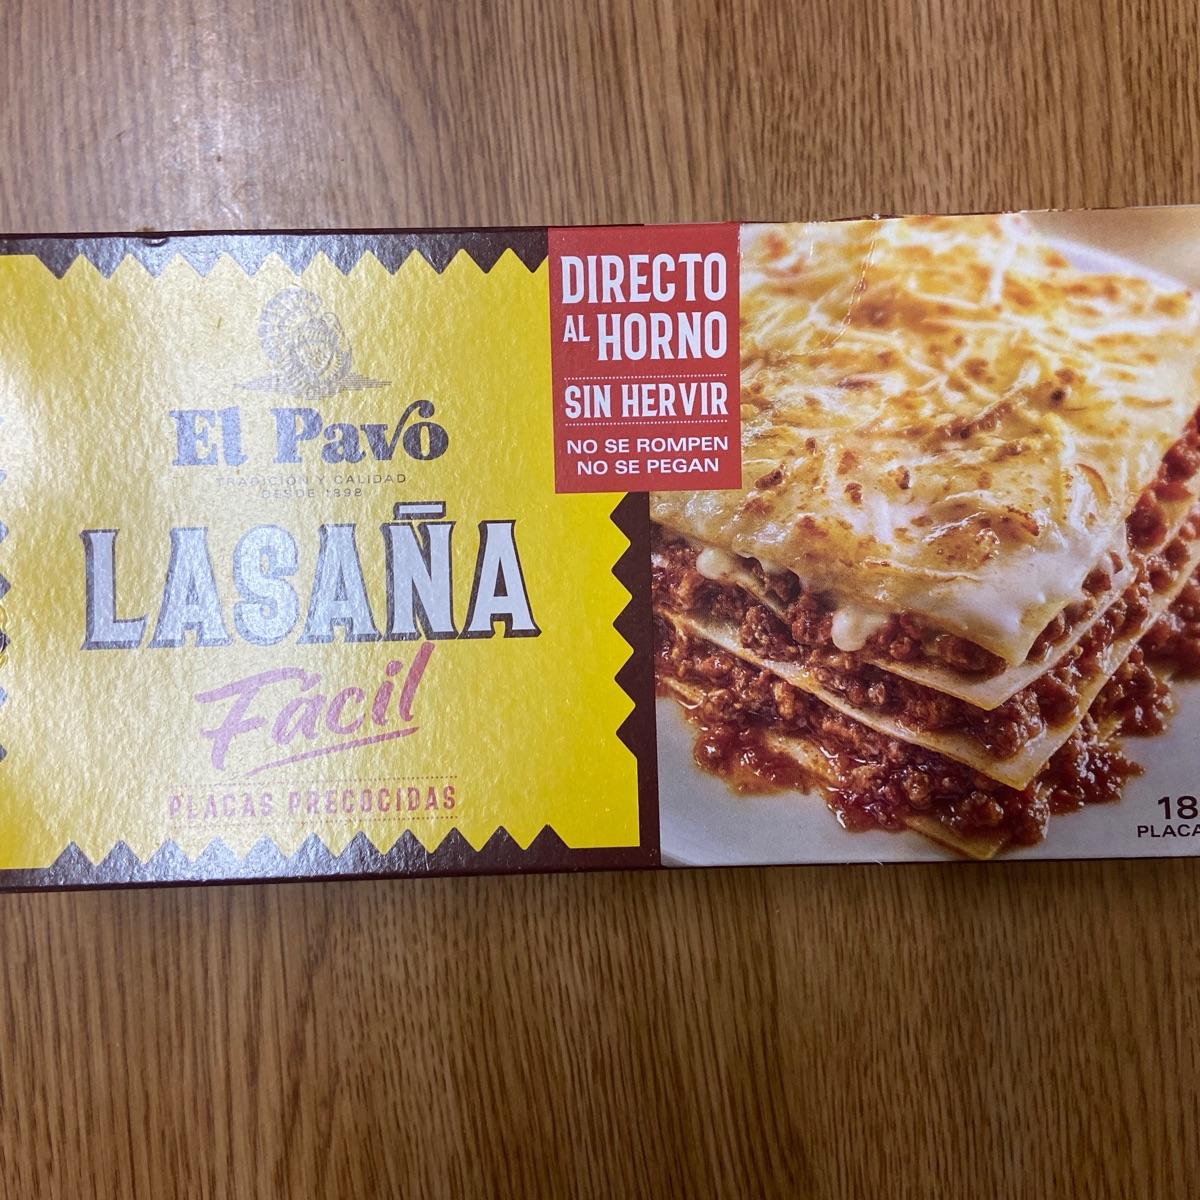 El Pavo
TRADICIÓN Y CALIDAD
DESDE 1898
LASAÑA
Fácil
PLACAS PRECOCIDAS
DIRECTO
AL HORNO
SIN HERVIR
NO SE ROMPEN
NO SE PEGAN
18
PLACA